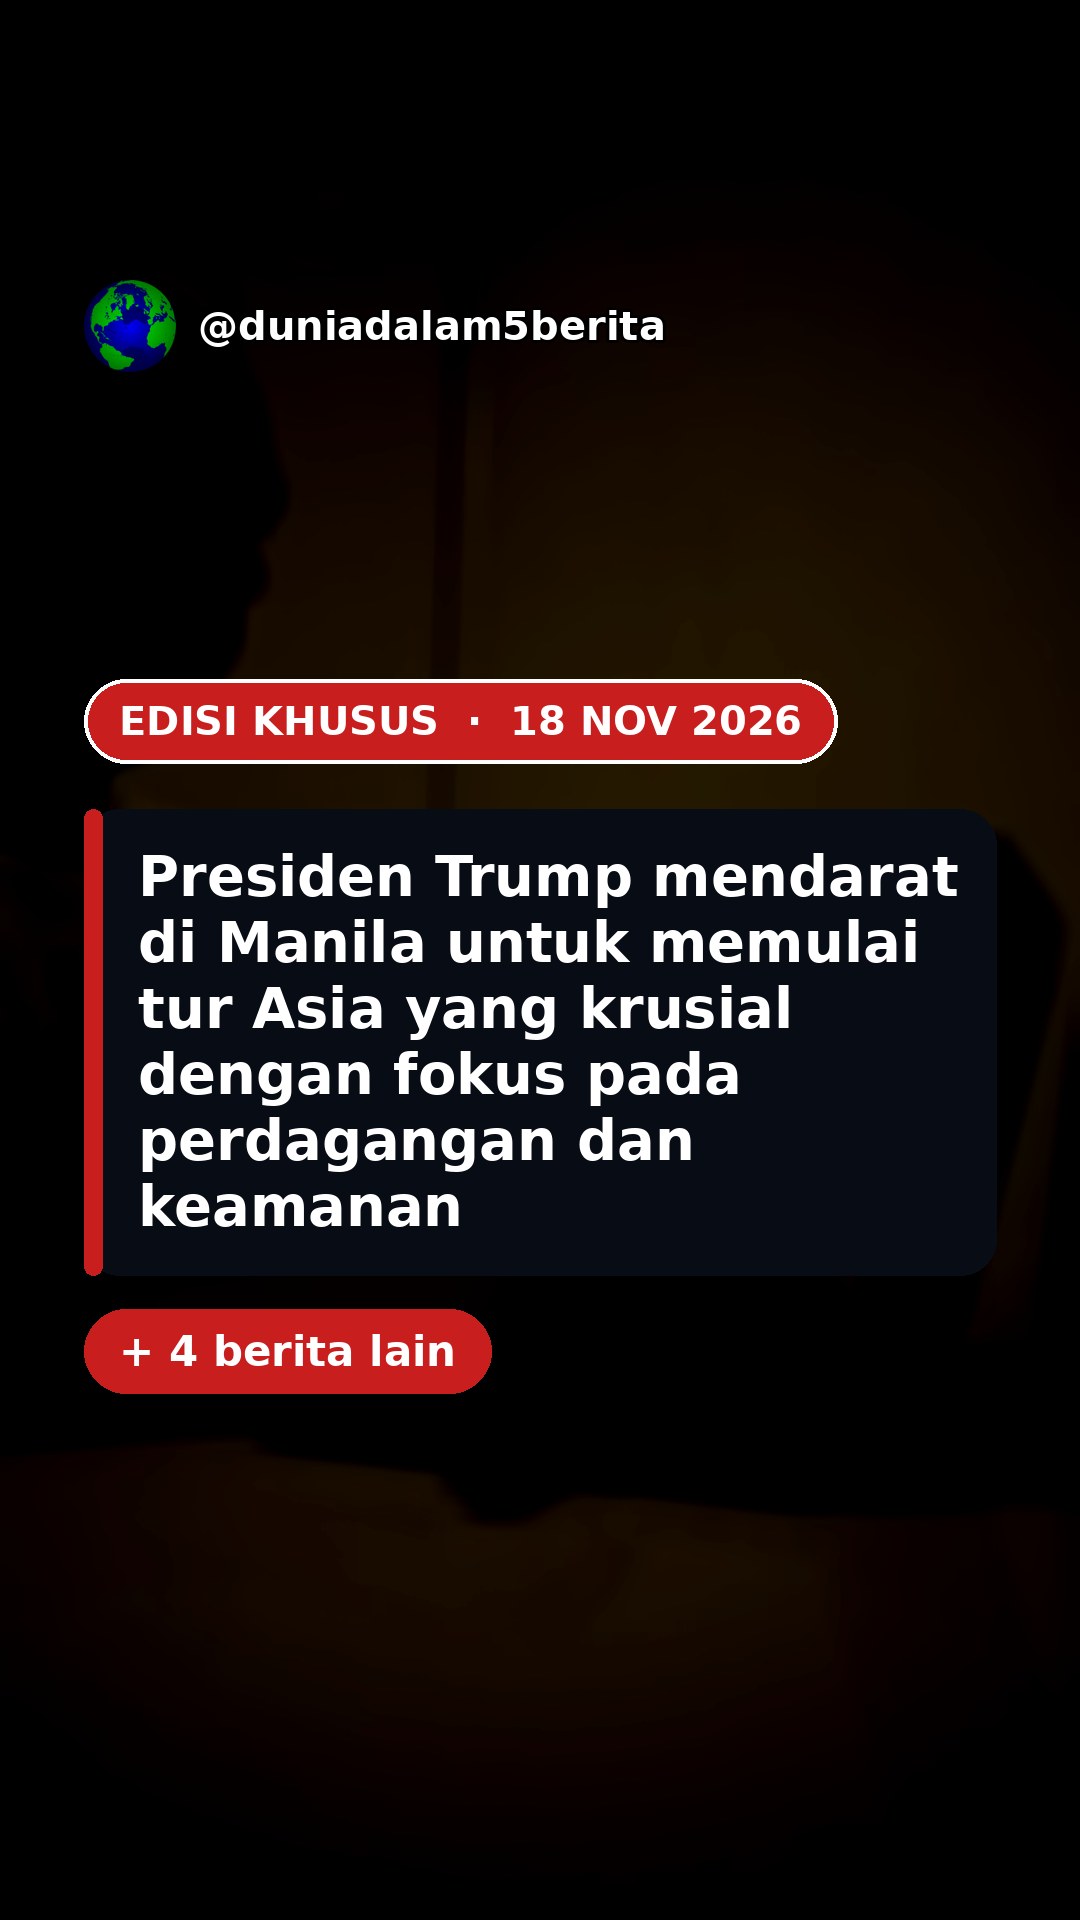 @duniadalam5berita
EDISI KHUSUS · 18 NOV 2026
Presiden Trump mendarat
di Manila untuk memulai
tur Asia yang krusial
dengan fokus pada
perdagangan dan
keamanan
+ 4 berita lain